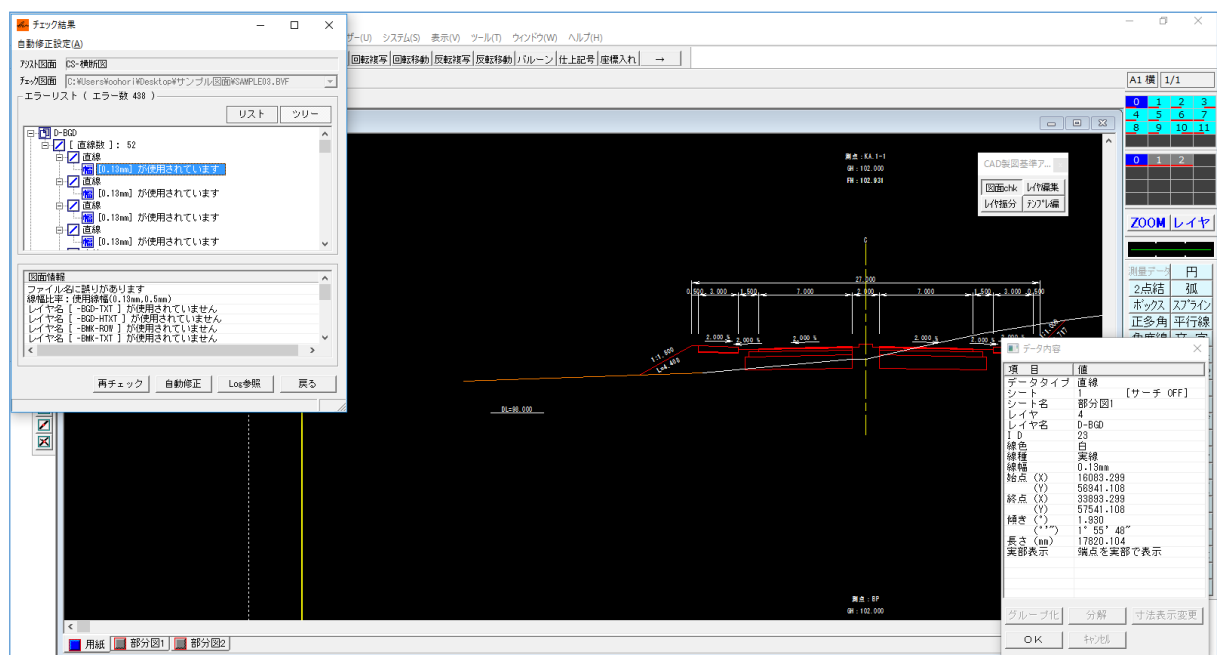 チェック結果
自動修正設定(A)
アシスト図面 CS-横断図
チェック図面 C:¥Users¥oohori¥Desktop¥サンプル図面¥SAMPLE03.BVF
エラーリスト ( エラー数 438 )
リスト ツリー
D-BGD
[ 直線数 ]: 52
直線
[0.13mm] が使用されています
直線
[0.13mm] が使用されています
直線
[0.13mm] が使用されています
直線
[0.13mm] が使用されています
図面情報
ファイル名に誤りがあります
線幅比率：使用線幅(0.13mm,0.5mm)
レイヤ名 [ -BGD-TXT ] が使用されていません
レイヤ名 [ -BGD-HTXT ] が使用されていません
レイヤ名 [ -BMK-ROW ] が使用されていません
レイヤ名 [ -BMK-TXT ] が使用されていません
再チェック 自動修正 Log参照 戻る
ザー(U) システム(S) 表示(V) ツール(T) ウインドウ(W) ヘルプ(H)
回転複写 回転移動 反転複写 反転移動 バルーン 仕上記号 座標入れ →
A1 横 1/1
0 1 2 3
4 5 6 7
8 9 10 11
0 1 2
ZOOM レイヤ
測量データ 円
2点結 弧
ボックス スプライン
正多角 平行線
CAD製図基準ア...
図面chk レイヤ編集
レイヤ振分 テンプレ編
測点：KA.1-1
GH：102.000
FH：102.931
C
27.000
0.500 3.000 1.500 7.000 2.000 7.000 1.500 3.000 0.500
2.000 % 2.000 % 2.000 % 2.000 % 2.000 %
1:1.800
L=4.488
DL=98.000
測点：BP
GH：102.000
データ内容
項 目 値
データタイプ 直線
シート 1 [サーチ OFF]
シート名 部分図1
レイヤ 4
レイヤ名 D-BGD
I D 23
線色 白
線種 実線
線幅 0.13mm
始点 (X) 16083.299
(Y) 56941.108
終点 (X) 33893.299
(Y) 57541.108
傾き (°) 1.930
(°′″) 1° 55′ 48″
長さ (mm) 17820.104
実部表示 端点を実部で表示
グループ化 分解 寸法表示変更
OK キャンセル
用紙 部分図1 部分図2